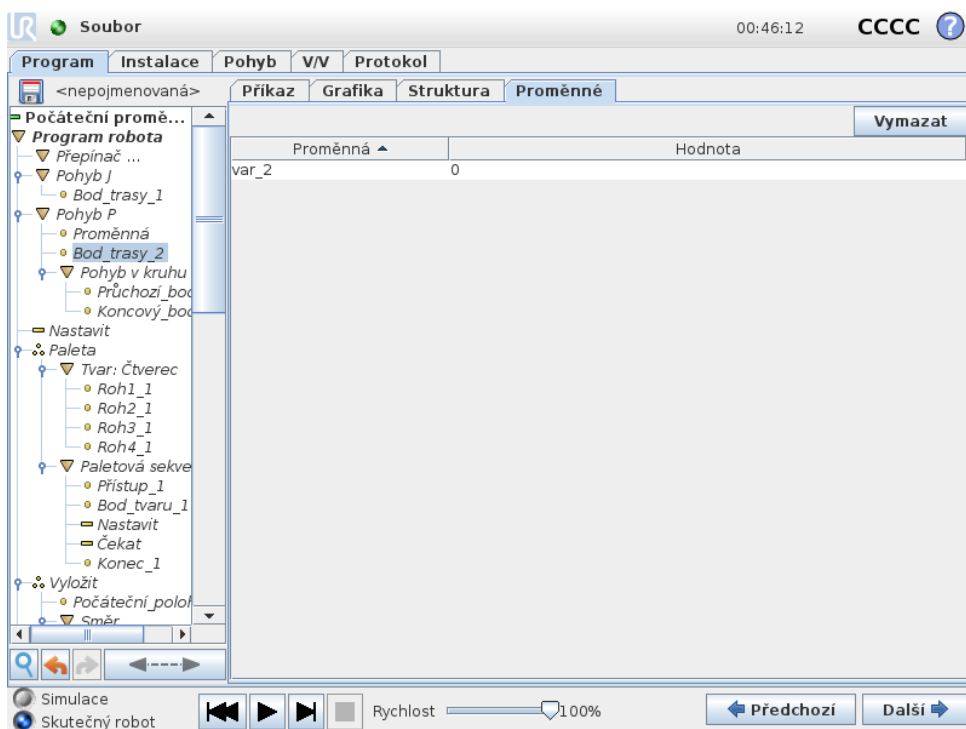 UR Soubor 00:46:12 CCCC ?
Program Instalace Pohyb V/V Protokol
<nepojmenovaná> Příkaz Grafika Struktura Proměnné
Vymazat
Proměnná Hodnota
var_2 0
Počáteční promě...
Program robota
Přepínač ...
Pohyb J
Bod_trasy_1
Pohyb P
Proměnná
Bod_trasy_2
Pohyb v kruhu
Průchozí_bod
Koncový_bod
Nastavit
Paleta
Tvar: Čtverec
Roh1_1
Roh2_1
Roh3_1
Roh4_1
Paletová sekve
Přístup_1
Bod_tvaru_1
Nastavit
Čekat
Konec_1
Vyložit
Počáteční_poloh
Směr
Simulace
Skutečný robot
Rychlost 100%
Předchozí Další